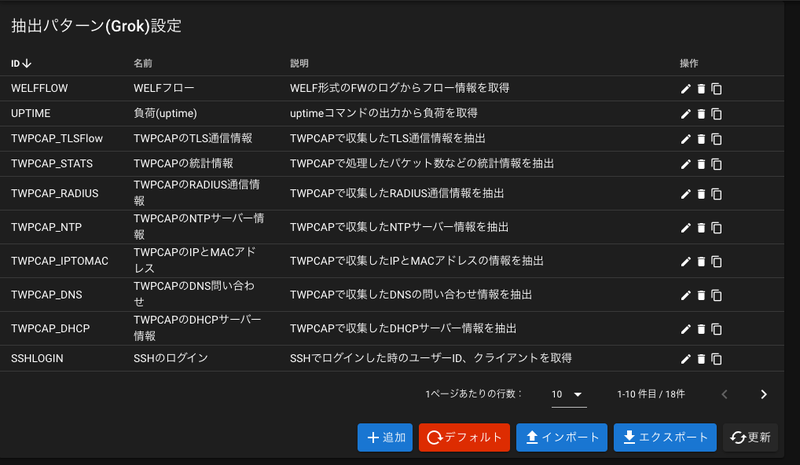 抽出パターン(Grok)設定
ID 名前 説明 操作
WELFFLOW WELFフロー WELF形式のFWのログからフロー情報を取得
UPTIME 負荷(uptime) uptimeコマンドの出力から負荷を取得
TWPCAP_TLSFlow TWPCAPのTLS通信情報 TWPCAPで収集したTLS通信情報を抽出
TWPCAP_STATS TWPCAPの統計情報 TWPCAPで処理したパケット数などの統計情報を抽出
TWPCAP_RADIUS TWPCAPのRADIUS通信情 TWPCAPで収集したRADIUS通信情報を抽出
報
TWPCAP_NTP TWPCAPのNTPサーバー情 TWPCAPで収集したNTPサーバー情報を抽出
報
TWPCAP_IPTOMAC TWPCAPのIPとMACアド TWPCAPで収集したIPとMACアドレスの情報を抽出
レス
TWPCAP_DNS TWPCAPのDNS問い合わ TWPCAPで収集したDNSの問い合わせ情報を抽出
せ
TWPCAP_DHCP TWPCAPのDHCPサーバー TWPCAPで収集したDHCPサーバー情報を抽出
情報
SSHLOGIN SSHのログイン SSHでログインした時のユーザーID、クライアントを取得
1ページあたりの行数： 10 1-10 件目 / 18件
追加 デフォルト インポート エクスポート 更新